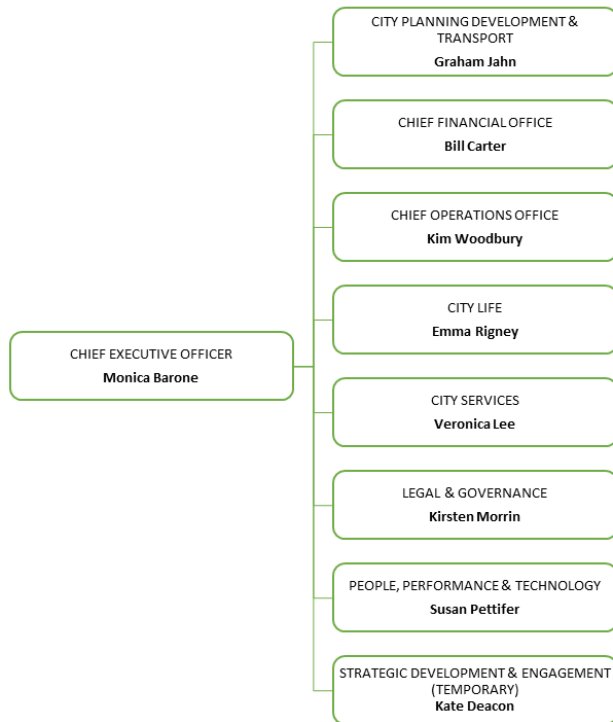 CITY PLANNING DEVELOPMENT &
TRANSPORT
Graham Jahn
CHIEF FINANCIAL OFFICE
Bill Carter
CHIEF OPERATIONS OFFICE
Kim Woodbury
CITY LIFE
Emma Rigney
CHIEF EXECUTIVE OFFICER
Monica Barone
CITY SERVICES
Veronica Lee
LEGAL & GOVERNANCE
Kirsten Morrin
PEOPLE, PERFORMANCE & TECHNOLOGY
Susan Pettifer
STRATEGIC DEVELOPMENT & ENGAGEMENT
(TEMPORARY)
Kate Deacon